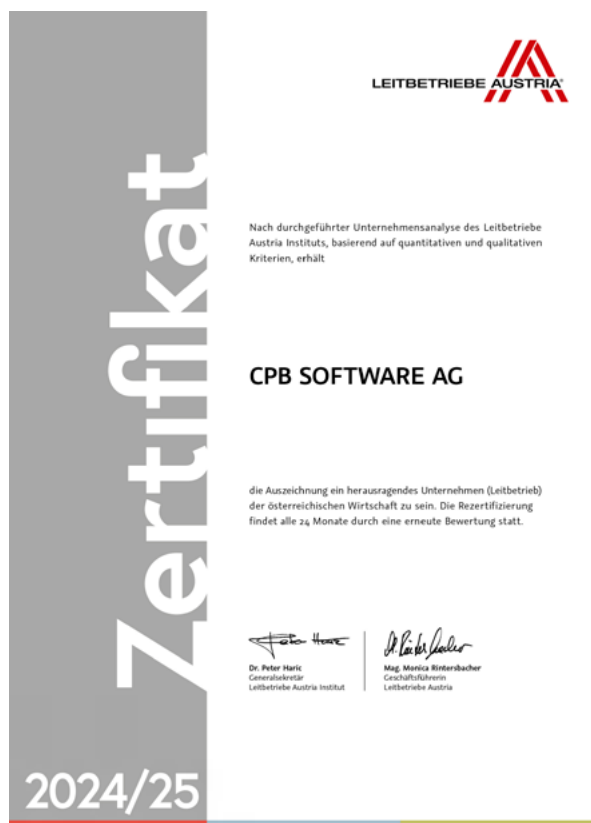 LEITBETRIEBE AUSTRIA®
Zertifikat
Nach durchgeführter Unternehmensanalyse des Leitbetriebe
Austria Instituts, basierend auf quantitativen und qualitativen
Kriterien, erhält
CPB SOFTWARE AG
die Auszeichnung ein herausragendes Unternehmen (Leitbetrieb)
der österreichischen Wirtschaft zu sein. Die Rezertifizierung
findet alle 24 Monate durch eine erneute Bewertung statt.
Dr. Peter Haric
Generalsekretär
Leitbetriebe Austria Institut
Mag. Monica Rintersbacher
Geschäftsführerin
Leitbetriebe Austria
2024/25